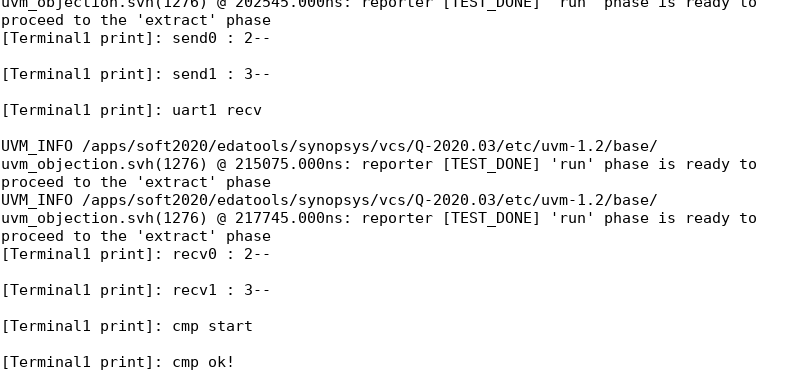 uvm_objection.svh(1276) @ 202545.000ns: reporter [TEST_DONE] 'run' phase is ready to
proceed to the 'extract' phase
[Terminal1 print]: send0 : 2--
[Terminal1 print]: send1 : 3--
[Terminal1 print]: uart1 recv
UVM_INFO /apps/soft2020/edatools/synopsys/vcs/Q-2020.03/etc/uvm-1.2/base/
uvm_objection.svh(1276) @ 215075.000ns: reporter [TEST_DONE] 'run' phase is ready to
proceed to the 'extract' phase
UVM_INFO /apps/soft2020/edatools/synopsys/vcs/Q-2020.03/etc/uvm-1.2/base/
uvm_objection.svh(1276) @ 217745.000ns: reporter [TEST_DONE] 'run' phase is ready to
proceed to the 'extract' phase
[Terminal1 print]: recv0 : 2--
[Terminal1 print]: recv1 : 3--
[Terminal1 print]: cmp start
[Terminal1 print]: cmp ok!